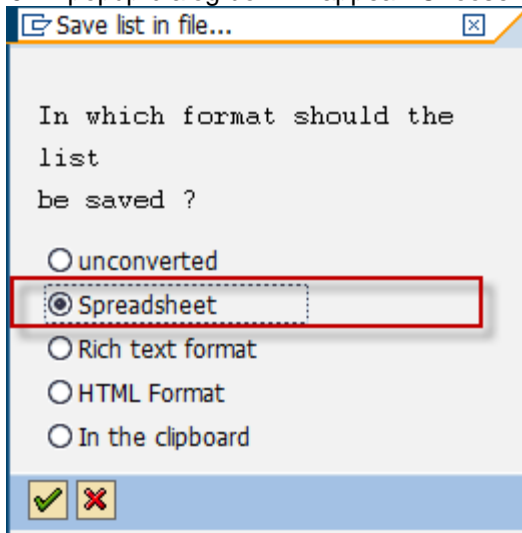 Save list in file...
In which format should the
list
be saved ?
unconverted
Spreadsheet
Rich text format
HTML Format
In the clipboard